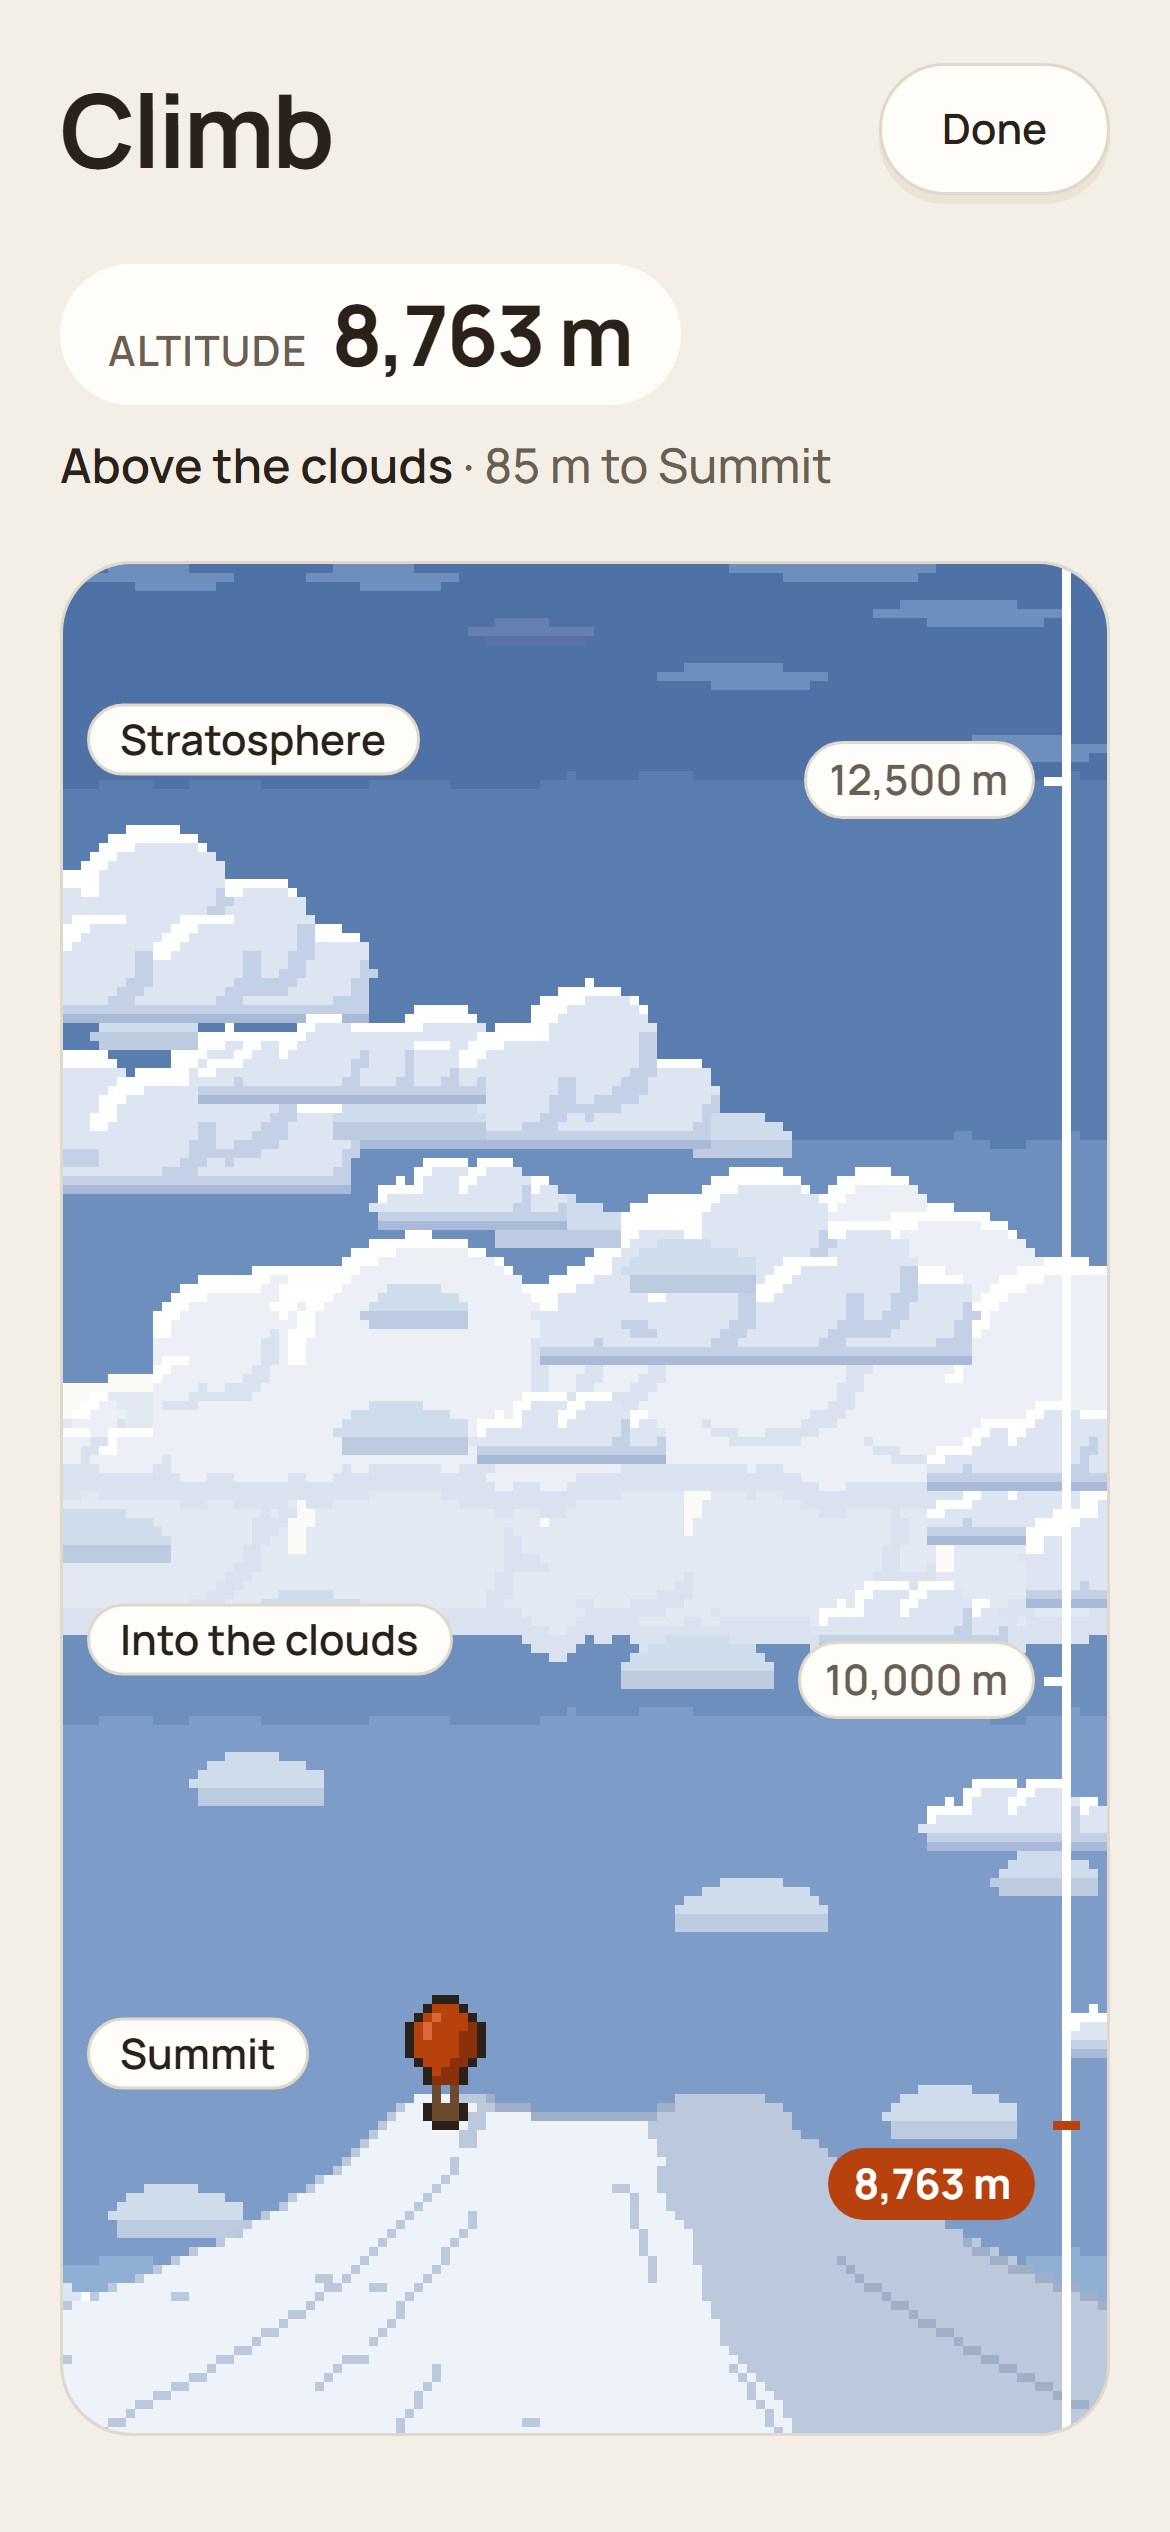 Climb
Done
ALTITUDE 8,763 m
Above the clouds · 85 m to Summit
Stratosphere
12,500 m
Into the clouds
10,000 m
Summit
8,763 m